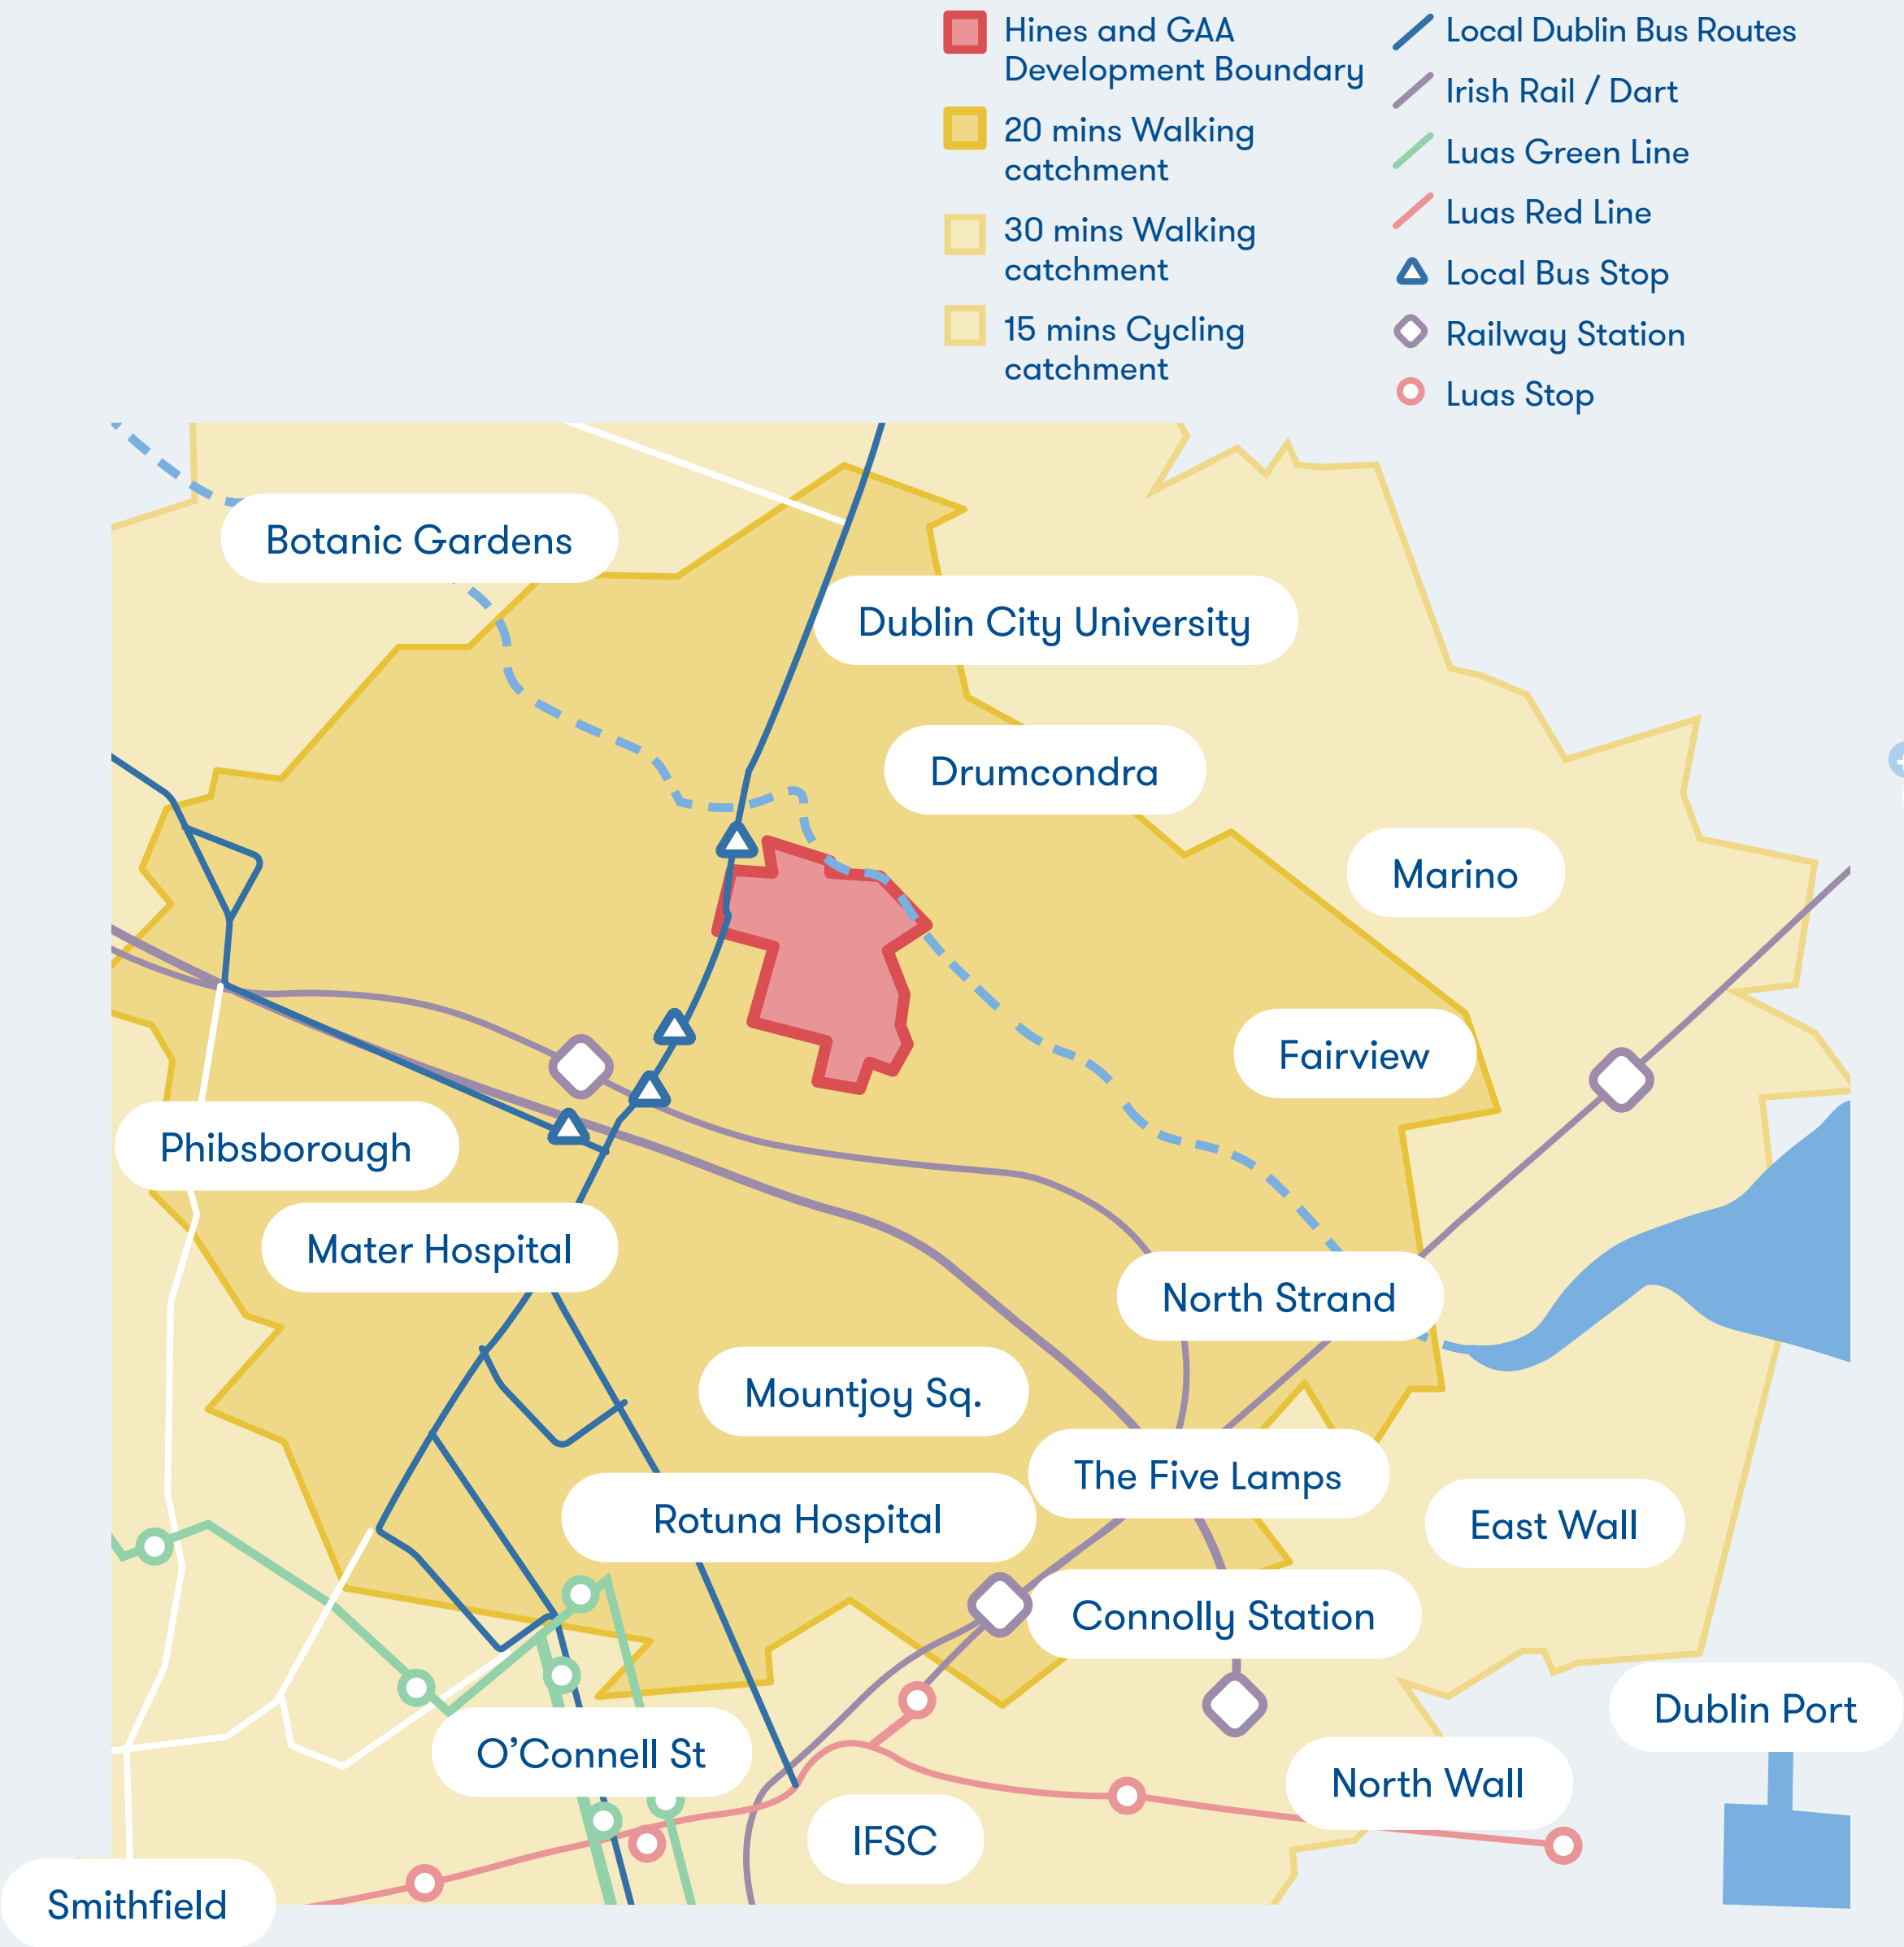 Hines and GAA
Development Boundary
20 mins Walking
catchment
30 mins Walking
catchment
15 mins Cycling
catchment
Local Dublin Bus Routes
Irish Rail / Dart
Luas Green Line
Luas Red Line
Local Bus Stop
Railway Station
Luas Stop
Botanic Gardens
Dublin City University
Drumcondra
Marino
Fairview
Phibsborough
Mater Hospital
North Strand
Mountjoy Sq.
The Five Lamps
Rotuna Hospital
East Wall
Connolly Station
Dublin Port
O'Connell St
North Wall
IFSC
Smithfield